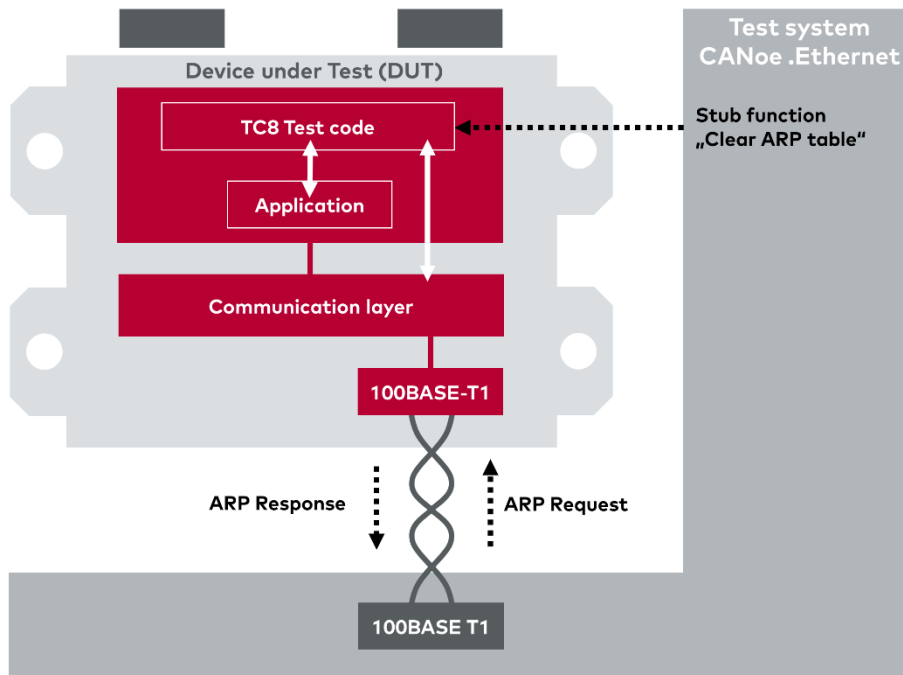 Test system
CANoe .Ethernet
Device under Test (DUT)
TC8 Test code
Stub function
„Clear ARP table“
Application
Communication layer
100BASE-T1
ARP Response
ARP Request
100BASE T1